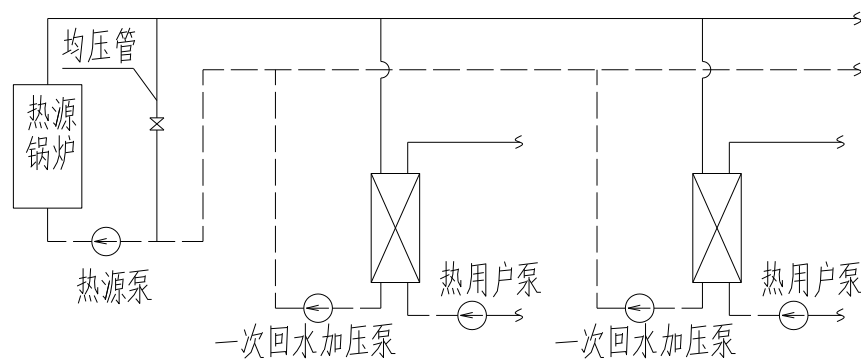 均压管
热源
锅炉
热源泵
热用户泵
热用户泵
一次回水加压泵
一次回水加压泵